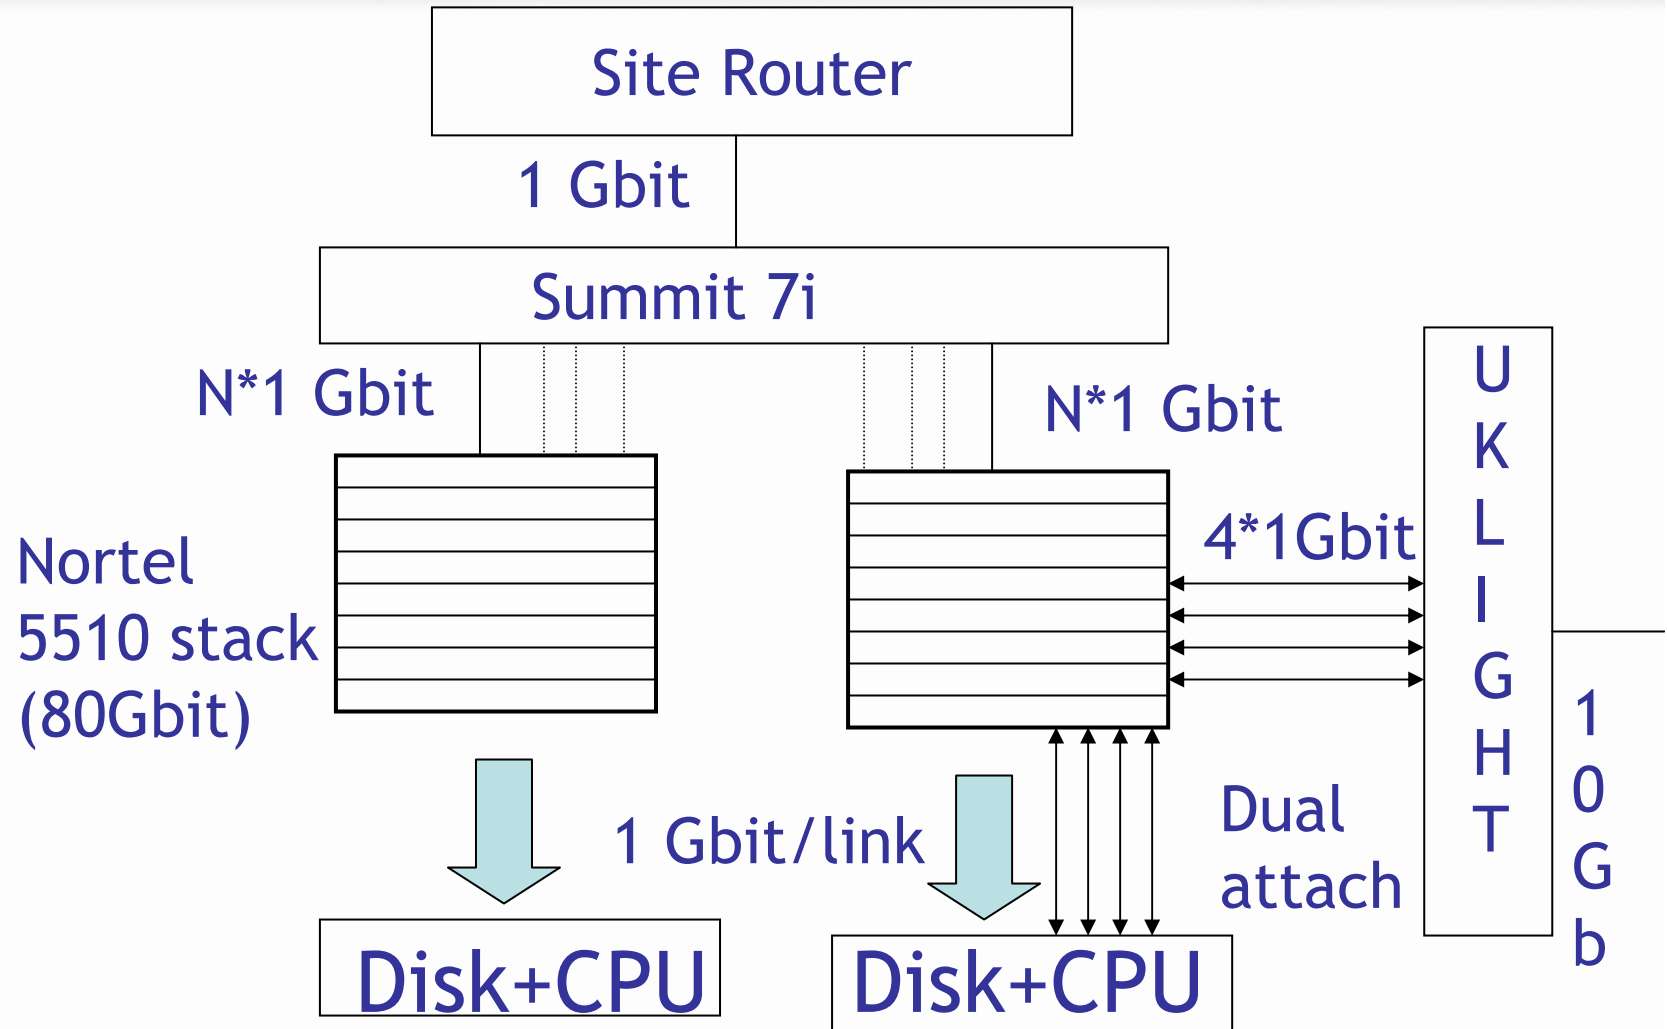 Site Router
1 Gbit
Summit 7i
N*1 Gbit
N*1 Gbit
4*1Gbit
Nortel
5510 stack
(80Gbit)
1 Gbit/link
Dual
attach
U
K
L
I
G
H
T
1
0
G
b
Disk+CPU
Disk+CPU